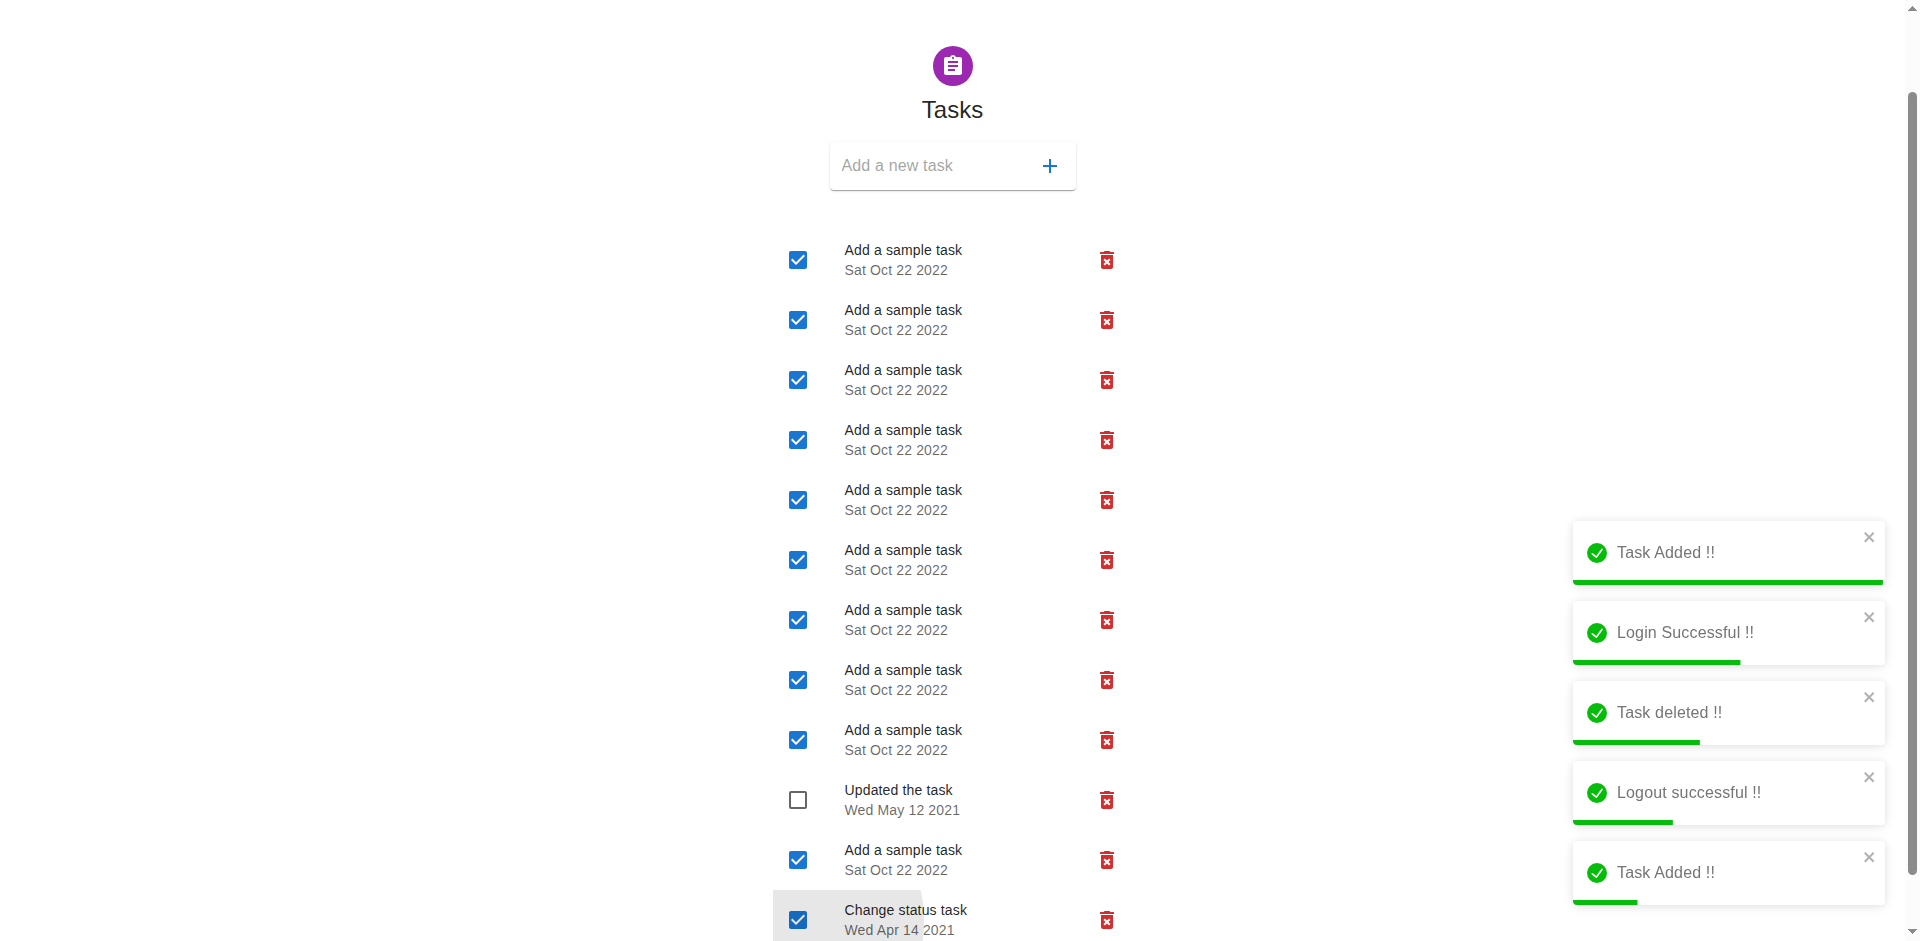 Tasks
Add a new task
Add a sample task
Sat Oct 22 2022
Add a sample task
Sat Oct 22 2022
Add a sample task
Sat Oct 22 2022
Add a sample task
Sat Oct 22 2022
Add a sample task
Sat Oct 22 2022
Add a sample task
Sat Oct 22 2022
Add a sample task
Sat Oct 22 2022
Add a sample task
Sat Oct 22 2022
Add a sample task
Sat Oct 22 2022
Updated the task
Wed May 12 2021
Add a sample task
Sat Oct 22 2022
Change status task
Wed Apr 14 2021
Task Added !!
Login Successful !!
Task deleted !!
Logout successful !!
Task Added !!